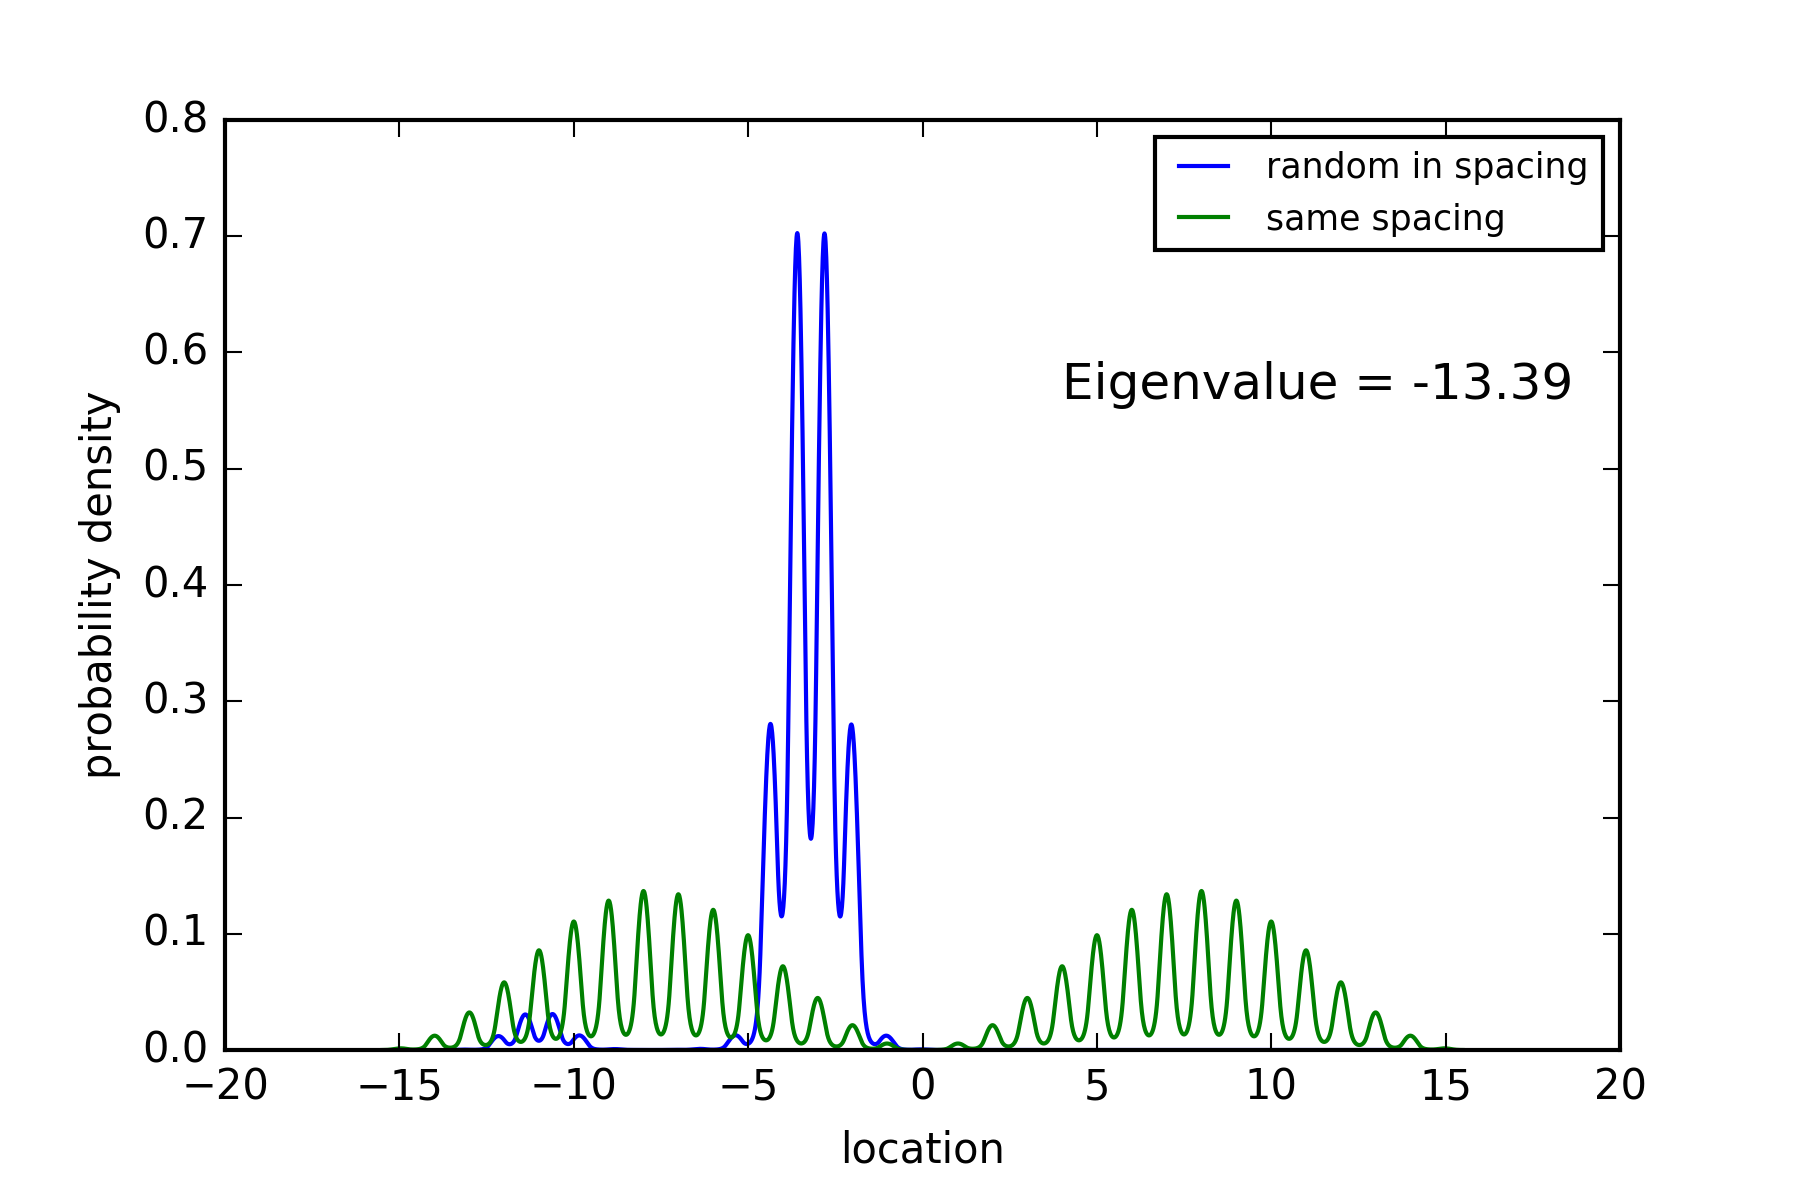 0.8
0.7
0.6
0.5
0.4
0.3
0.2
0.1
0.0
probability density
random in spacing
same spacing
Eigenvalue = -13.39
−20 −15 −10 −5 0 5 10 15 20
location